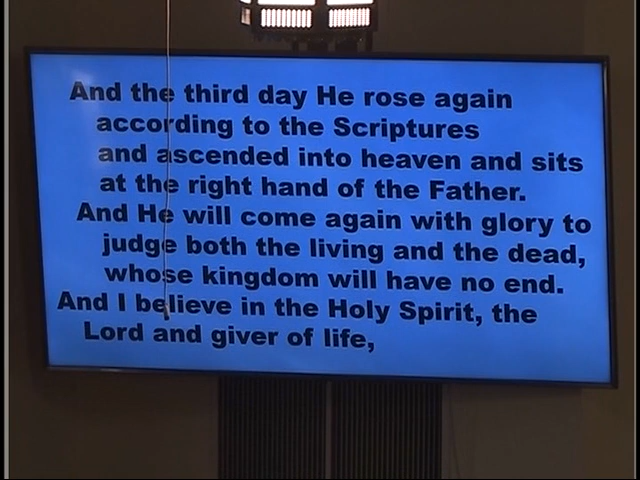 And the third day He rose again
according to the Scriptures
and ascended into heaven and sits
at the right hand of the Father.
And He will come again with glory to
judge both the living and the dead,
whose kingdom will have no end.
And I believe in the Holy Spirit, the
Lord and giver of life,